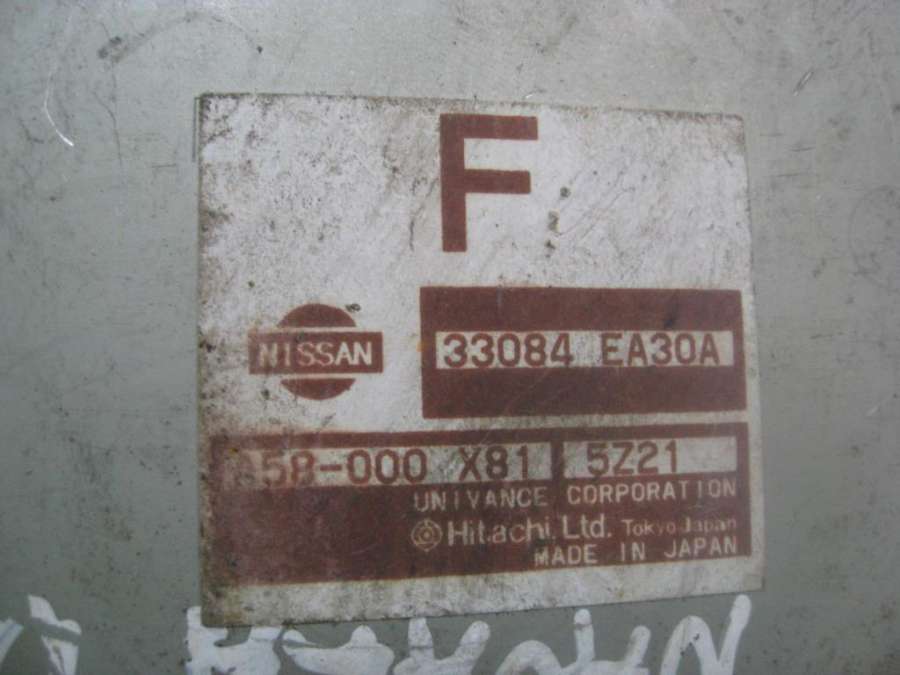 F
NISSAN
33084 EA30A
58-000 X81 5Z21
UNIVANCE CORPORATION
Hitachi, Ltd. Tokyo Japan
MADE IN JAPAN